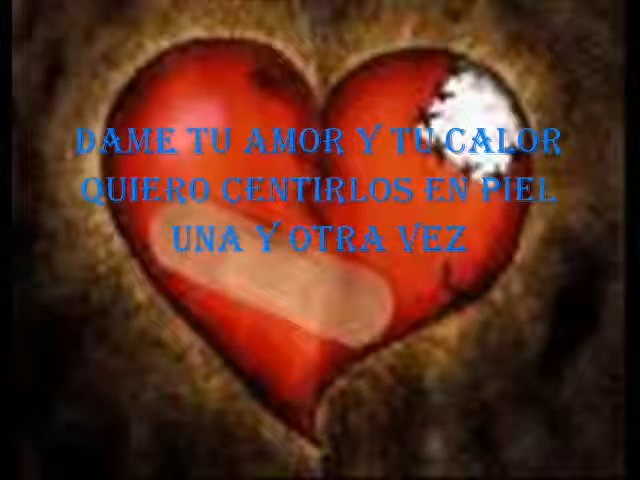 DAME TU AMOR Y TU CALOR
QUIERO CENTIRLOS EN PIEL
UNA Y OTRA VEZ